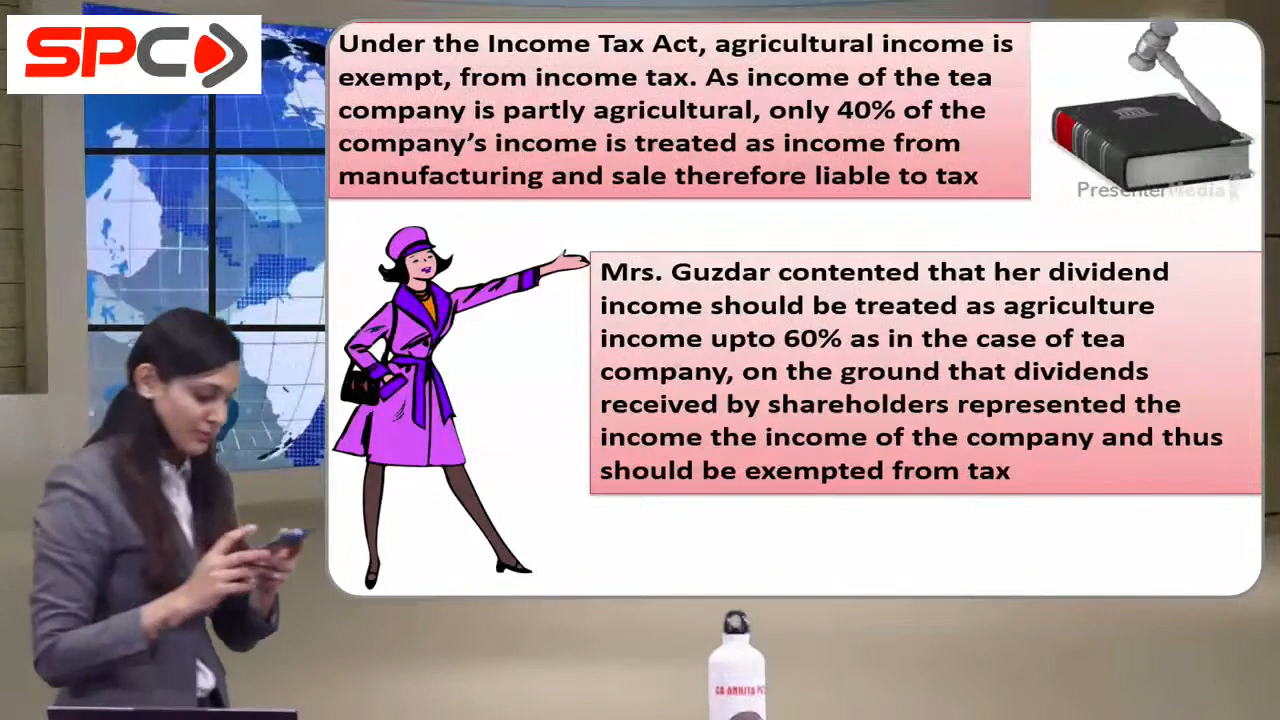 SPC
Under the Income Tax Act, agricultural income is
exempt, from income tax. As income of the tea
company is partly agricultural, only 40% of the
company's income is treated as income from
manufacturing and sale therefore liable to tax
PresenterMedia
Mrs. Guzdar contented that her dividend
income should be treated as agriculture
income upto 60% as in the case of tea
company, on the ground that dividends
received by shareholders represented the
income the income of the company and thus
should be exempted from tax
CA ANKITA